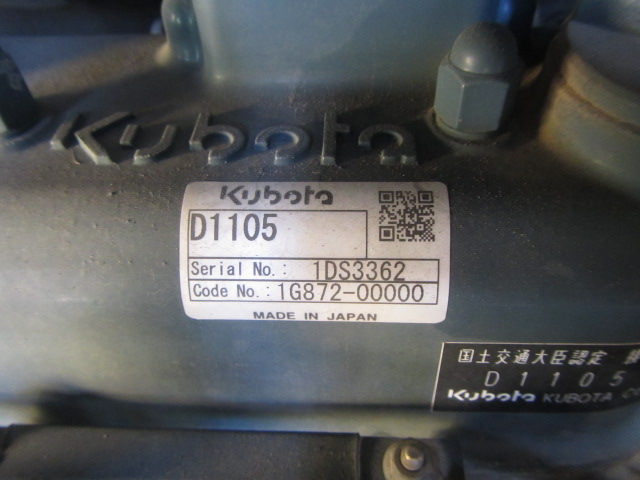 Kubota
Kubota
D1105
Serial No.: 1DS3362
Code No.: 1G872-00000
MADE IN JAPAN
国土交通大臣認定
D1105
Kubota KUBOTA